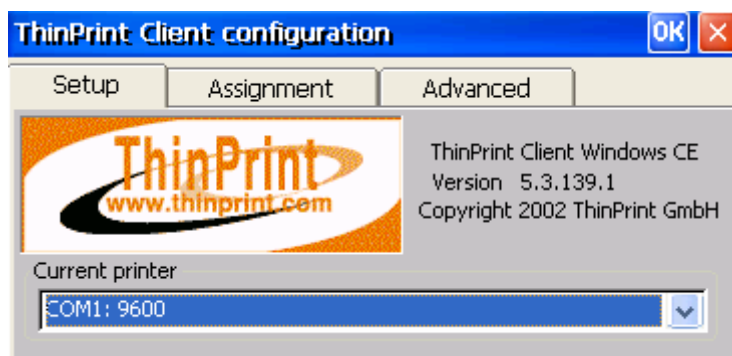 ThinPrint Client configuration OK
Setup Assignment Advanced
ThinPrint
www.thinprint.com
ThinPrint Client Windows CE
Version 5.3.139.1
Copyright 2002 ThinPrint GmbH
Current printer
COM1: 9600